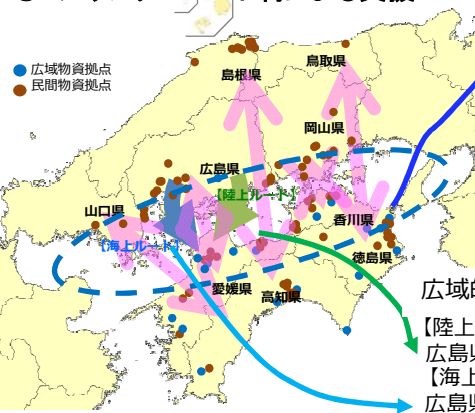 広域物資拠点
民間物資拠点
島根県
鳥取県
岡山県
広島県
【陸上ルート】
山口県
香川県
【海上ルート】
徳島県
愛媛県
高知県
広域的
【陸上
広島県
【海上
広島県